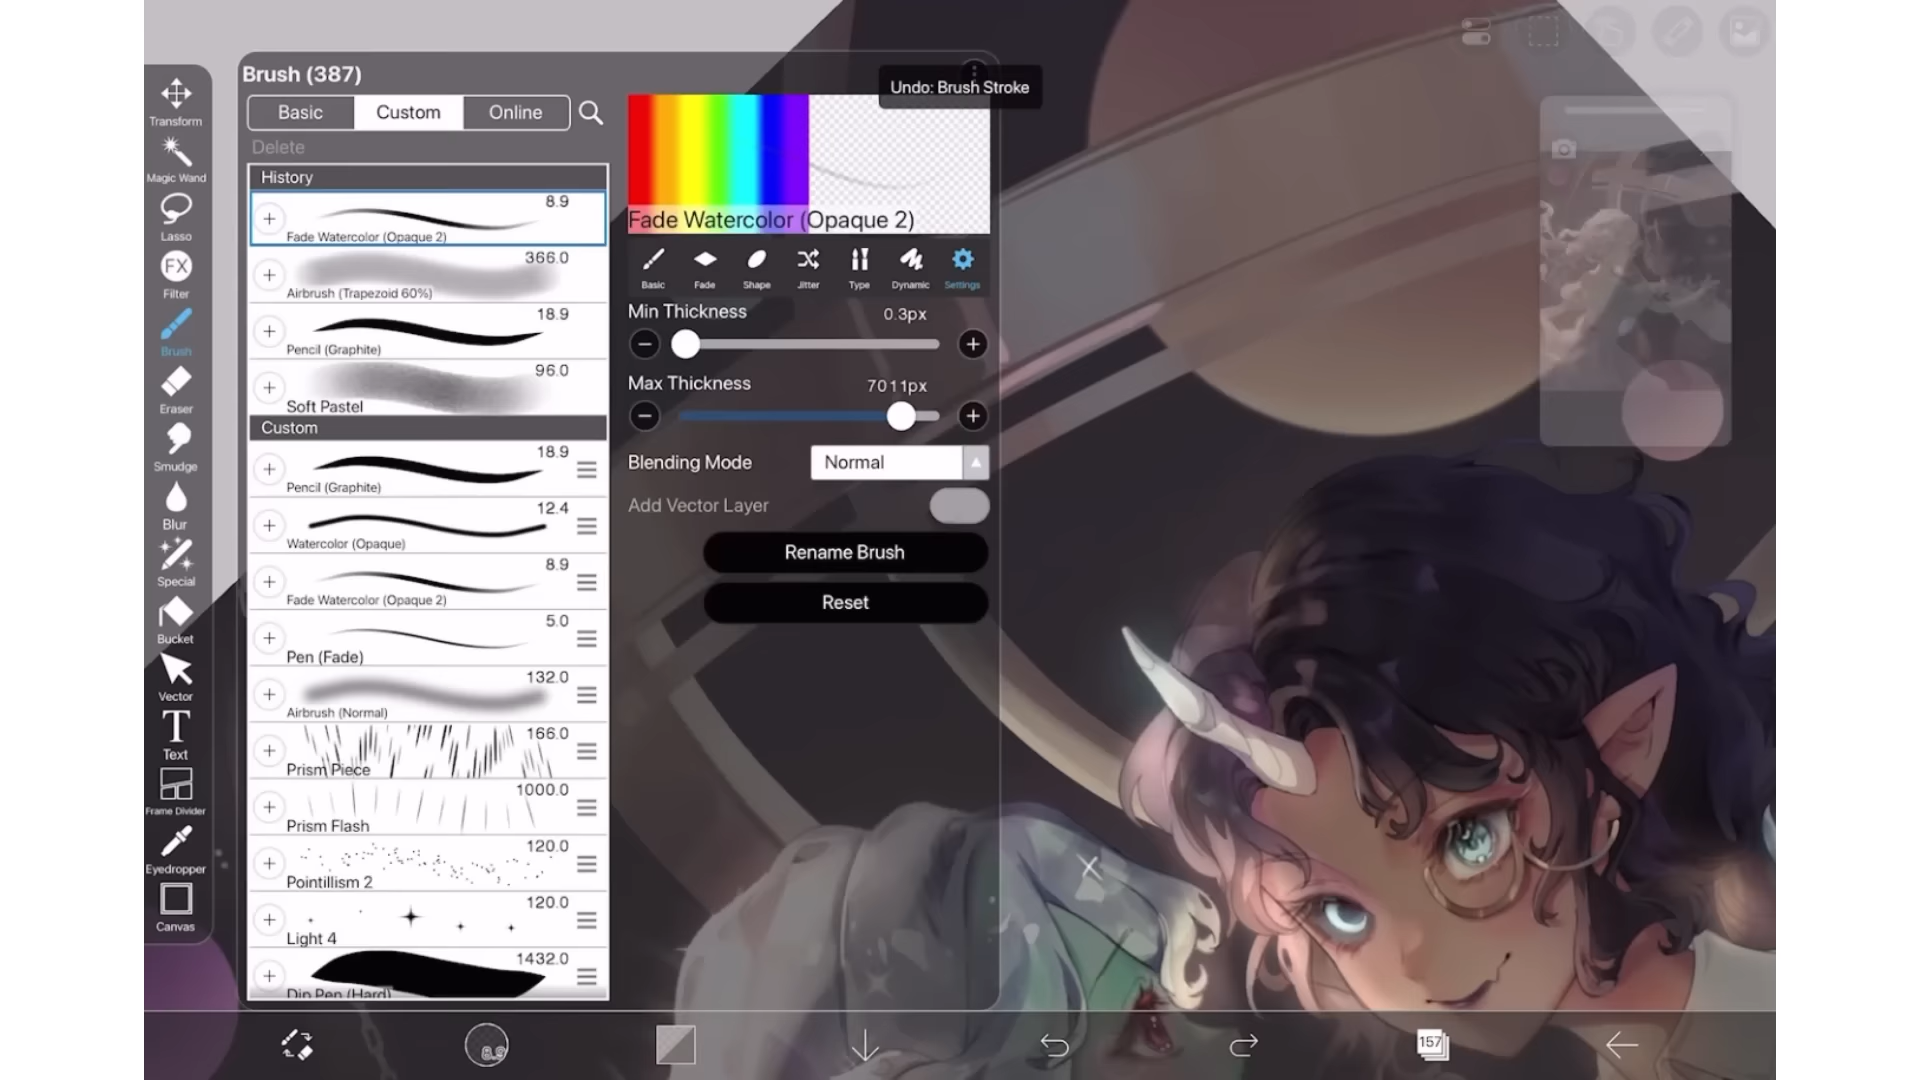 Transform
Magic Wand
Lasso
FX
Filter
Brush
Eraser
Smudge
Blur
Special
Bucket
Vector
T
Text
Frame Divider
Eyedropper
Canvas
Brush (387)
Basic
Custom
Online
Delete
History
8.9
Fade Watercolor (Opaque 2)
366.0
Airbrush (Trapezoid 60%)
18.9
Pencil (Graphite)
96.0
Soft Pastel
Custom
18.9
Pencil (Graphite)
12.4
Watercolor (Opaque)
8.9
Fade Watercolor (Opaque 2)
5.0
Pen (Fade)
132.0
Airbrush (Normal)
166.0
Prism Piece
1000.0
Prism Flash
120.0
Pointillism 2
120.0
Light 4
1432.0
Dip Pen (Hard)
Undo: Brush Stroke
Fade Watercolor (Opaque 2)
Basic
Fade
Shape
Jitter
Type
Dynamic
Settings
Min Thickness
0.3px
Max Thickness
7011px
Blending Mode
Normal
Add Vector Layer
Rename Brush
Reset
8.9
157